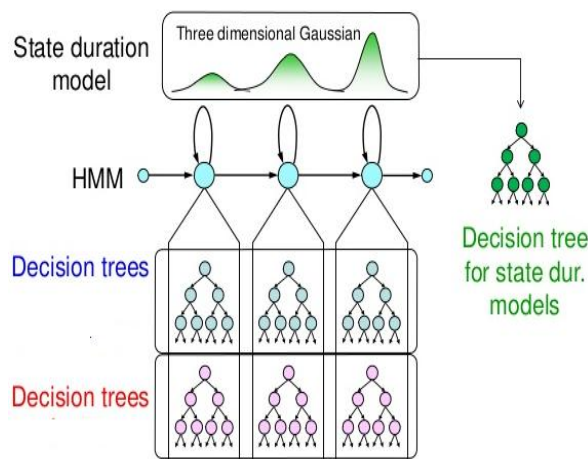 State duration
model
Three dimensional Gaussian
HMM
Decision trees
Decision trees
Decision tree
for state dur.
models